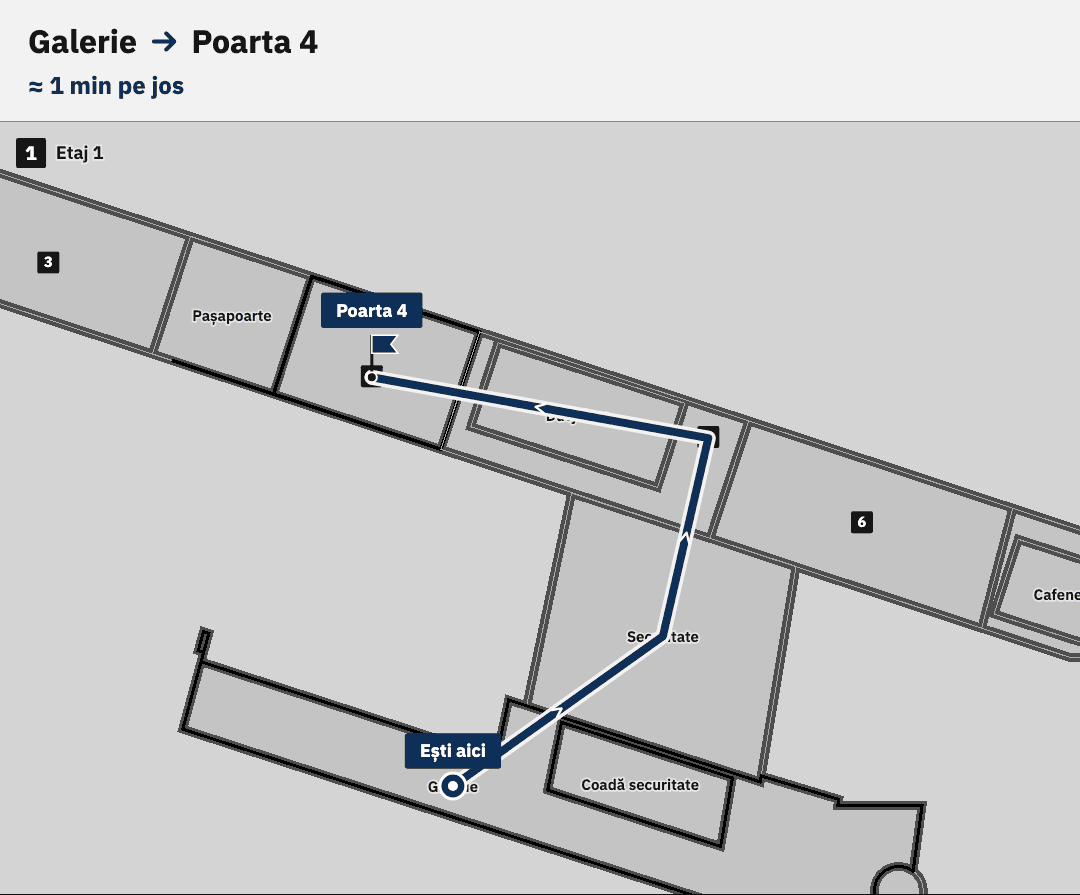 Galerie → Poarta 4
≈ 1 min pe jos
1 Etaj 1
3
Pașapoarte
Poarta 4
6
Cafene
Securitate
Ești aici
Coadă securitate